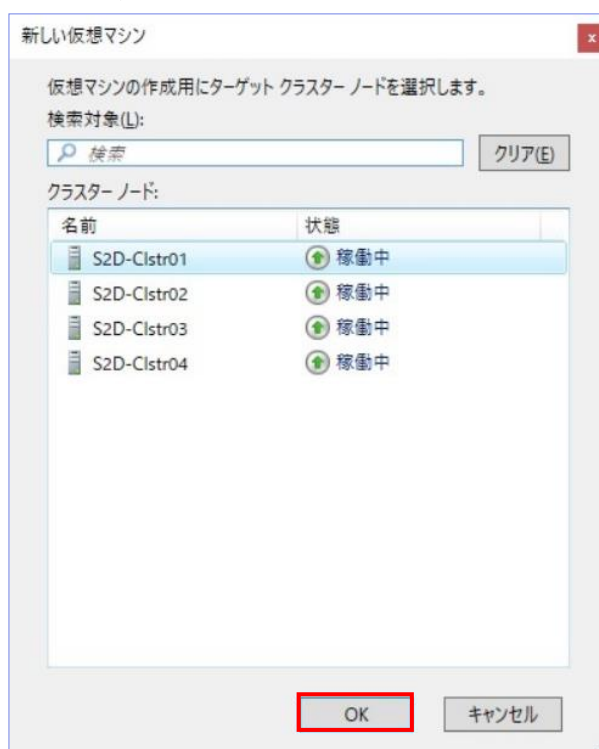 新しい仮想マシン
x
仮想マシンの作成用にターゲット クラスター ノードを選択します。
検索対象(L):
検索
クリア(E)
クラスター ノード:
名前 状態
S2D-Clstr01 稼働中
S2D-Clstr02 稼働中
S2D-Clstr03 稼働中
S2D-Clstr04 稼働中
OK キャンセル